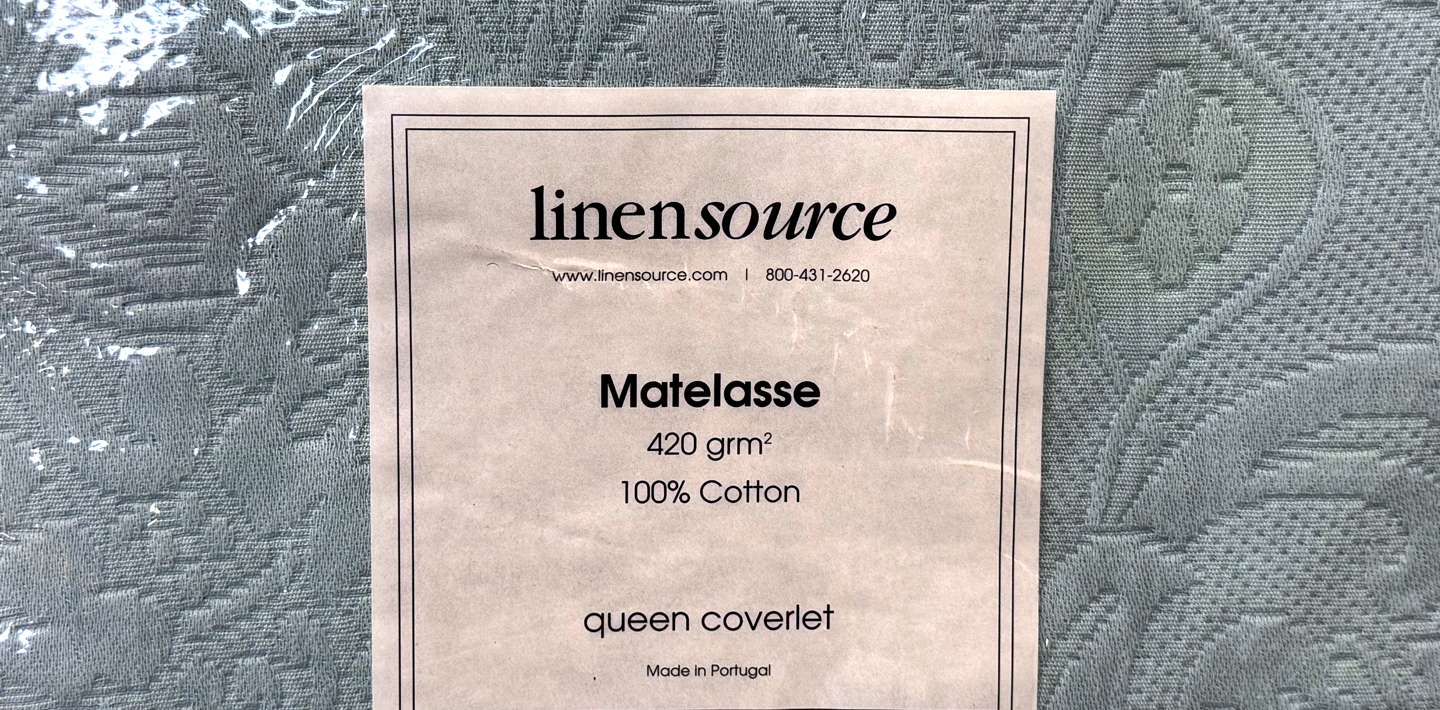 linensource
www.linensource.com | 800-431-2620
Matelasse
420 grm²
100% Cotton
queen coverlet
Made in Portugal